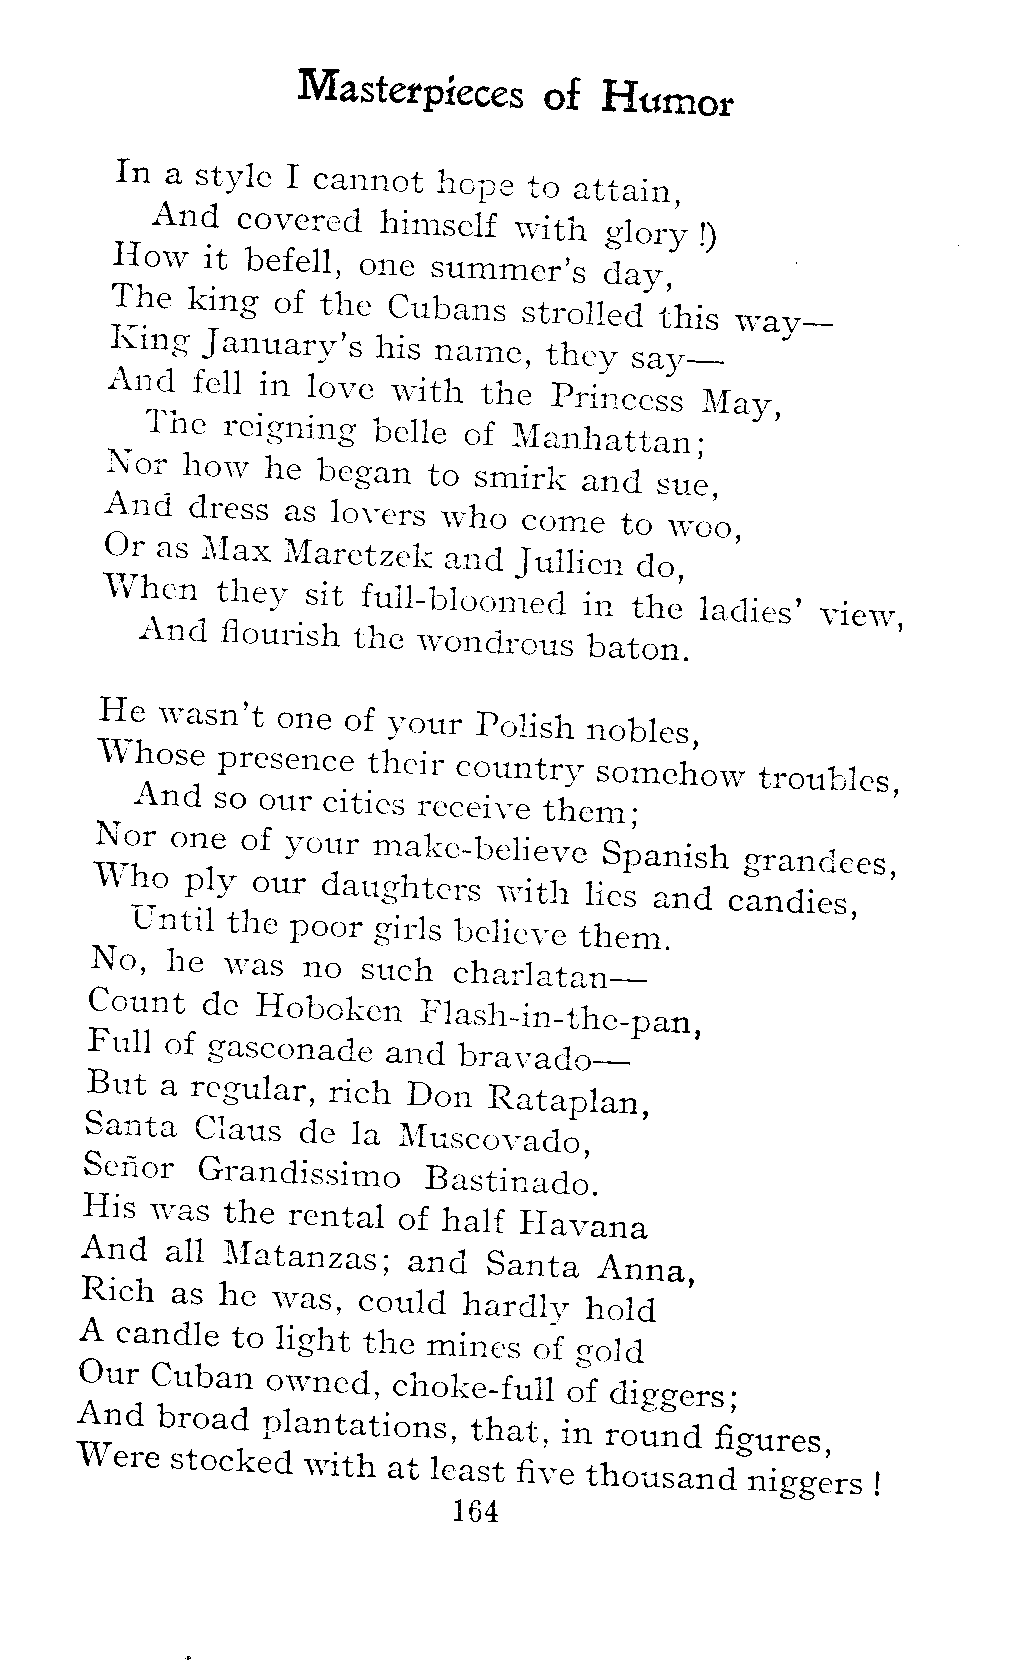 Masterpieces of Humor
In a style I cannot hope to attain,
And covered himself with glory !)
How it befell, one summer's day,
The king of the Cubans strolled this way—
King January's his name, they say—
And fell in love with the Princess May,
The reigning belle of Manhattan;
Nor how he began to smirk and sue,
And dress as lovers who come to woo,
Or as Max Maretzek and Jullien do,
When they sit full-bloomed in the ladies' view,
And flourish the wondrous baton.
He wasn't one of your Polish nobles,
Whose presence their country somehow troubles,
And so our cities receive them;
Nor one of your make-believe Spanish grandees,
Who ply our daughters with lies and candies,
Until the poor girls believe them.
No, he was no such charlatan—
Count de Hoboken Flash-in-the-pan,
Full of gasconade and bravado—
But a regular, rich Don Rataplan,
Santa Claus de la Muscovado,
Señor Grandissimo Bastinado.
His was the rental of half Havana
And all Matanzas; and Santa Anna,
Rich as he was, could hardly hold
A candle to light the mines of gold
Our Cuban owned, choke-full of diggers;
And broad plantations, that, in round figures,
Were stocked with at least five thousand niggers !
164